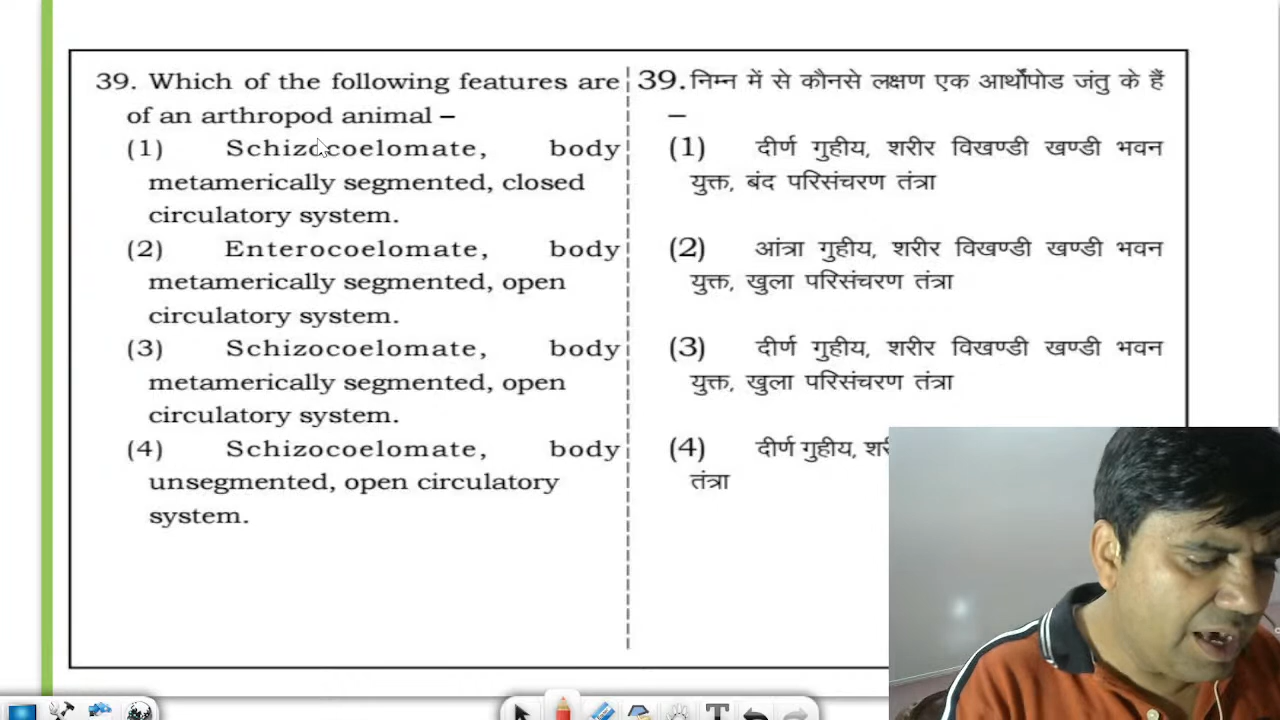 39. Which of the following features are
of an arthropod animal –
(1) Schizocoelomate, body
metamerically segmented, closed
circulatory system.
(2) Enterocoelomate, body
metamerically segmented, open
circulatory system.
(3) Schizocoelomate, body
metamerically segmented, open
circulatory system.
(4) Schizocoelomate, body
unsegmented, open circulatory
system.
39. निम्न में से कौनसे लक्षण एक आर्थोंपोड जंतु के हैं
–
(1) दीर्ण गुहीय, शरीर विखण्डी खण्डी भवन
युक्त, बंद परिसंचरण तंत्रा
(2) आंत्रा गुहीय, शरीर विखण्डी खण्डी भवन
युक्त, खुला परिसंचरण तंत्रा
(3) दीर्ण गुहीय, शरीर विखण्डी खण्डी भवन
युक्त, खुला परिसंचरण तंत्रा
(4) दीर्ण गुहीय,
तंत्रा
T